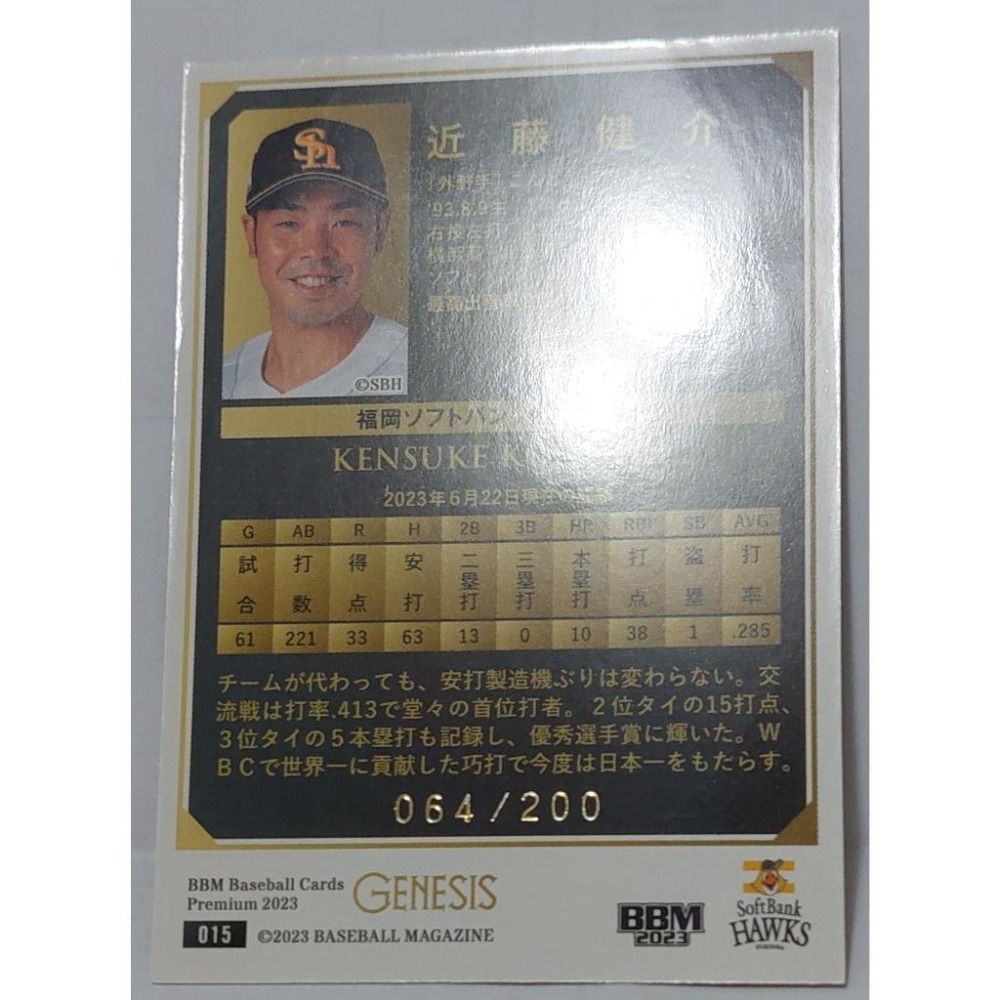 Sh
近藤健介
[外野手]
'93.8.9生
右投左打
ソフト
©SBH
福岡ソフトバン
KENSUKE K
2023年6月22日現在
G AB R H 2B 3B HR RBI SB AVG
試合 打数 得点 安打 二塁打 三塁打 本塁打 打点 盗塁 打率
61 221 33 63 13 0 10 38 1 .285
チームが代わっても、安打製造機ぶりは変わらない。交
流戦は打率.413で堂々の首位打者。2位タイの15打点、
3位タイの5本塁打も記録し、優秀選手賞に輝いた。W
BCで世界一に貢献した巧打で今度は日本一をもたらす。
064/200
BBM Baseball Cards
Premium 2023
GENESIS
015 ©2023 BASEBALL MAGAZINE
BBM
2023
SoftBank
HAWKS